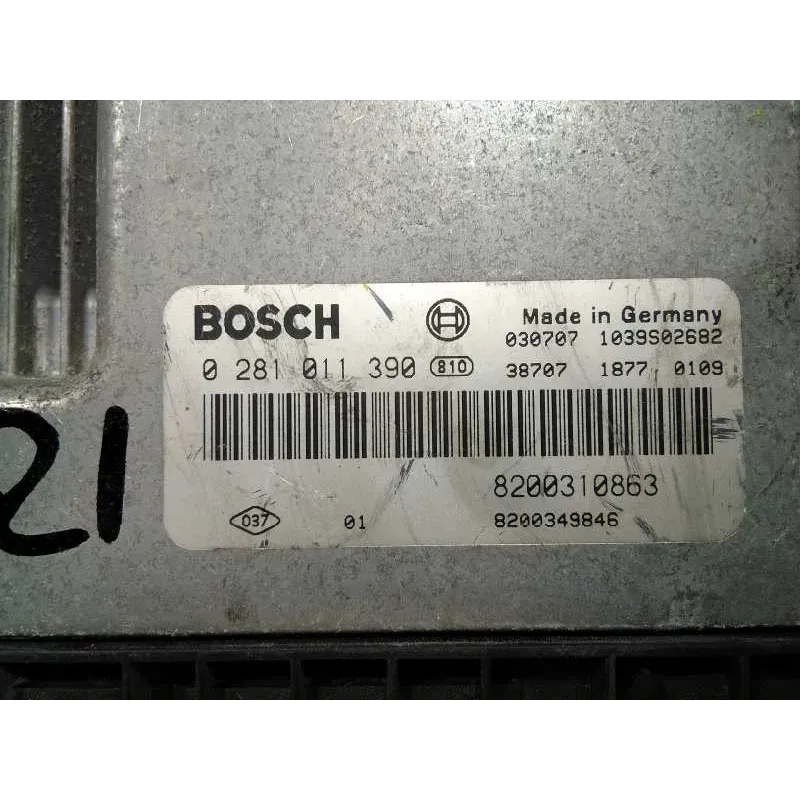 BOSCH
Made in Germany
030707 1039S02682
0 281 011 390 810
38707 1877 0109
8200310863
037 01 8200349846
21